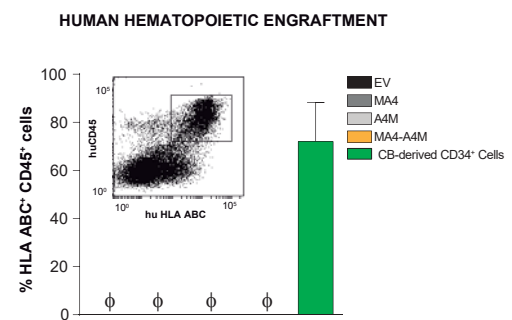 HUMAN HEMATOPOIETIC ENGRAFTMENT
% HLA ABC⁺ CD45⁺ cells
100
80
60
40
20
0
huCD45
10⁵
10⁰
10⁰
10⁵
hu HLA ABC
EV
MA4
A4M
MA4-A4M
CB-derived CD34⁺ Cells
ϕ ϕ ϕ ϕ